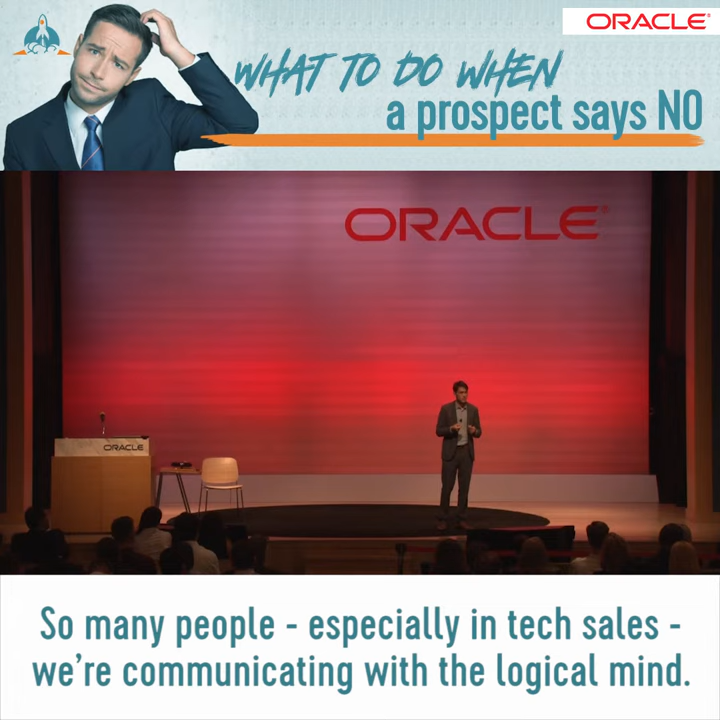 ORACLE®
WHAT TO DO WHEN
a prospect says NO
ORACLE®
ORACLE
So many people - especially in tech sales -
we're communicating with the logical mind.